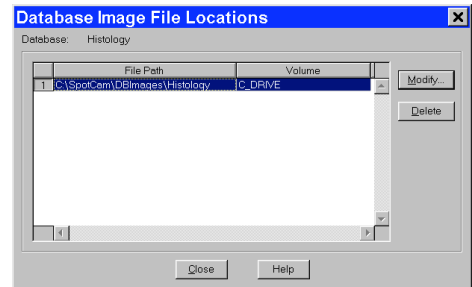 Database Image File Locations
Database: Histology
File Path Volume
1 C:\SpotCam\DBImages\Histology C_DRIVE
Modify...
Delete
Close Help